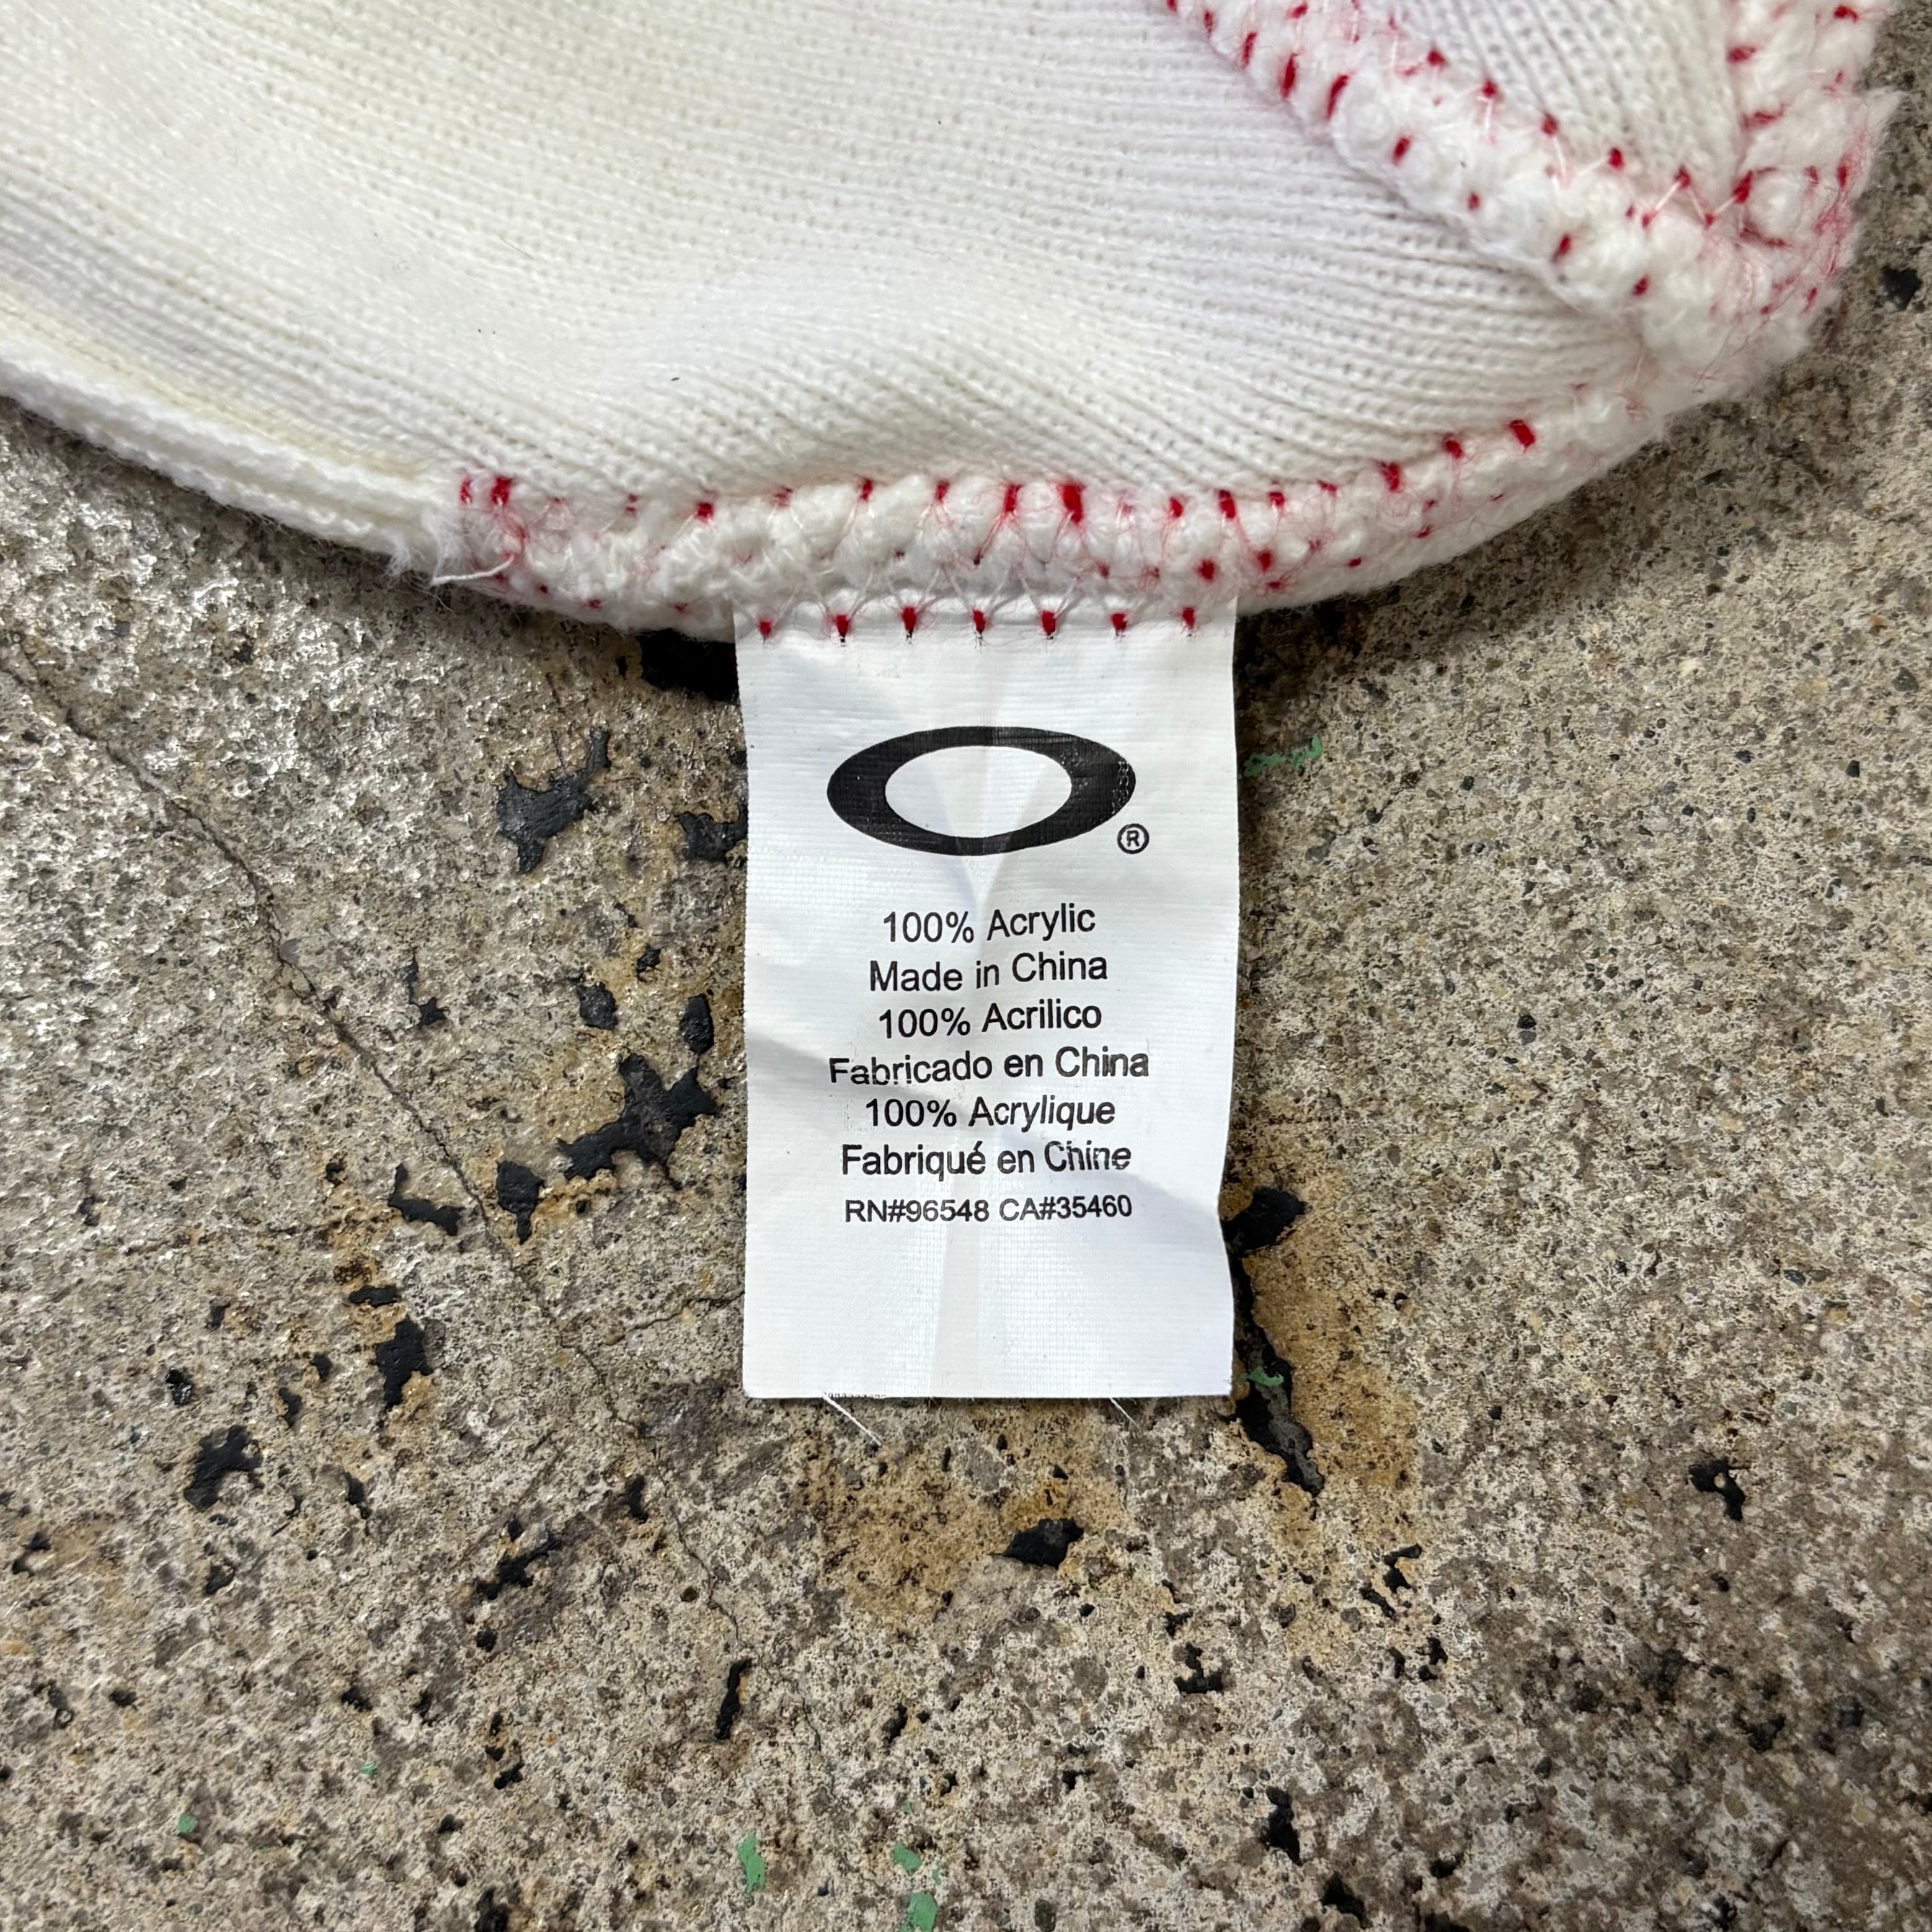 ®
100% Acrylic
Made in China
100% Acrilico
Fabricado en China
100% Acrylique
Fabriqué en Chine
RN#96548 CA#35460